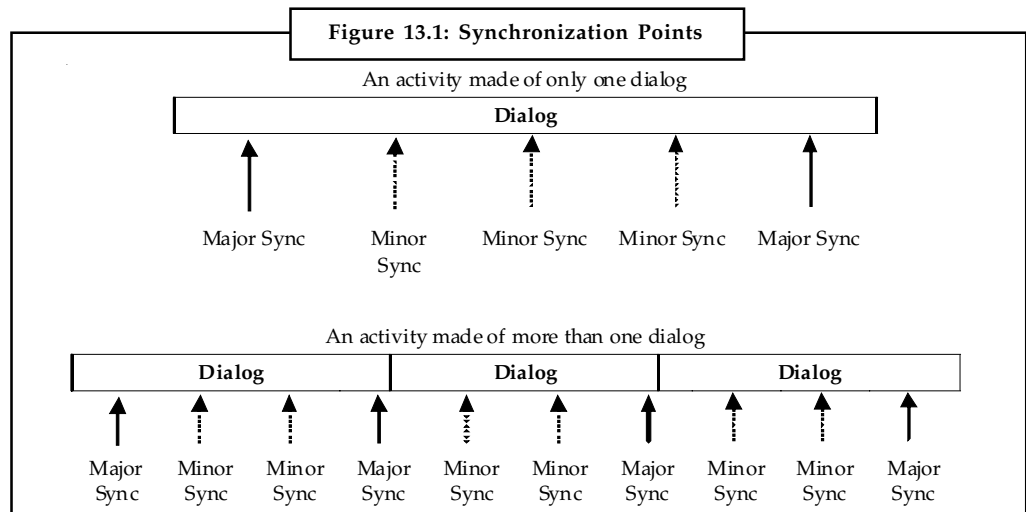 Figure 13.1: Synchronization Points
An activity made of only one dialog
Dialog
Major Sync Minor Sync Minor Sync Minor Sync Major Sync
An activity made of more than one dialog
Dialog Dialog Dialog
Major Minor Minor Major Minor Minor Major Minor Minor Major
Sync Sync Sync Sync Sync Sync Sync Sync Sync Sync